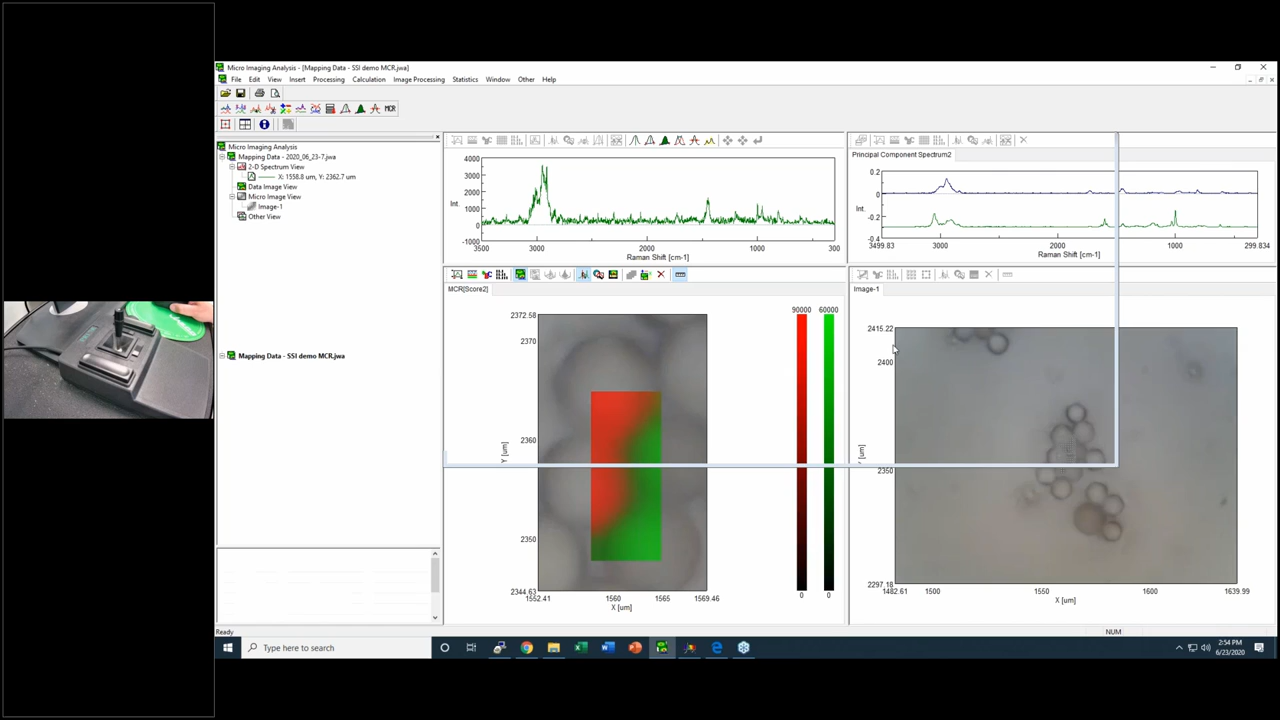 Micro Imaging Analysis - [Mapping Data - SSI demo MCR.jwa]
File Edit View Insert Processing Calculation Image Processing Statistics Window Other Help
MCR
Micro Imaging Analysis
Mapping Data - 2020_06_23-7.jwa
2-D Spectrum View
X: 1558.8 um, Y: 2362.7 um
Data Image View
Micro Image View
Image-1
Other View
Mapping Data - SSI demo MCR.jwa
4000
3000
2000
1000
0
-1000
Int.
3500 3000 2000 1000 300
Raman Shift [cm-1]
Principal Component Spectrum2
0.2
0
-0.2
-0.4
Int.
3499.83 3000 2000 1000 299.834
Raman Shift [cm-1]
MCR[Score2]
2372.58
2370
2360
2350
2344.63
Y [um]
1552.41 1560 1565 1569.46
X [um]
90000 60000
0 0
Image-1
2415.22
2400
2350
2297.18
Y [um]
1482.61 1500 1550 1600 1639.99
X [um]
Ready
NUM
Type here to search
2:54 PM
6/23/2020